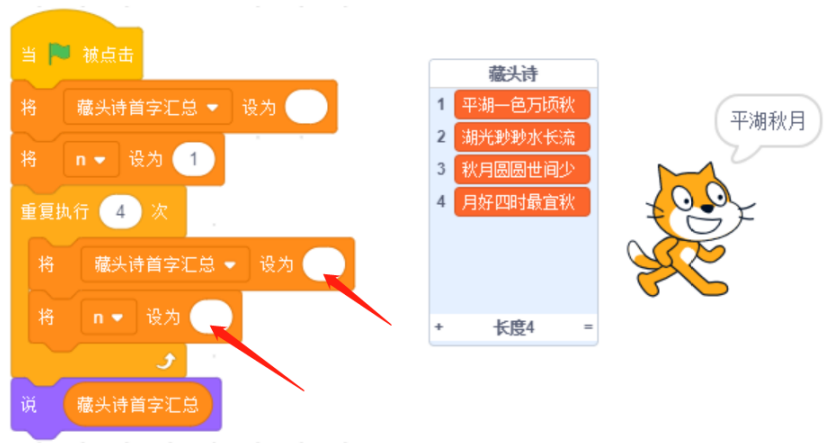 当 被点击
将 藏头诗首字汇总 设为
将 n 设为 1
重复执行 4 次
将 藏头诗首字汇总 设为
将 n 设为
说 藏头诗首字汇总
藏头诗
1 平湖一色万顷秋
2 湖光渺渺水长流
3 秋月圆圆世间少
4 月好四时最宜秋
+ 长度4 =
平湖秋月